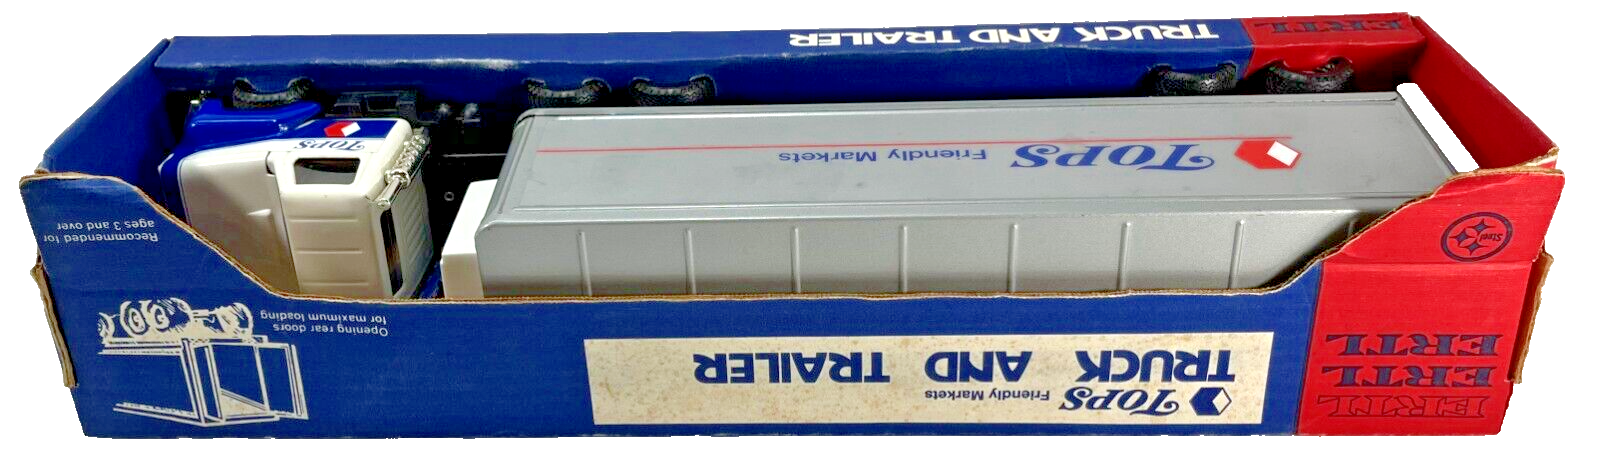 ERTL
TRUCK AND TRAILER
TOPS
TOPS
Friendly Markets
Steel
Recommended for
ages 3 and over
Opening rear doors
for maximum loading
TOPS Friendly Markets
TRUCK AND TRAILER
ERTL
ERTL
ERTL